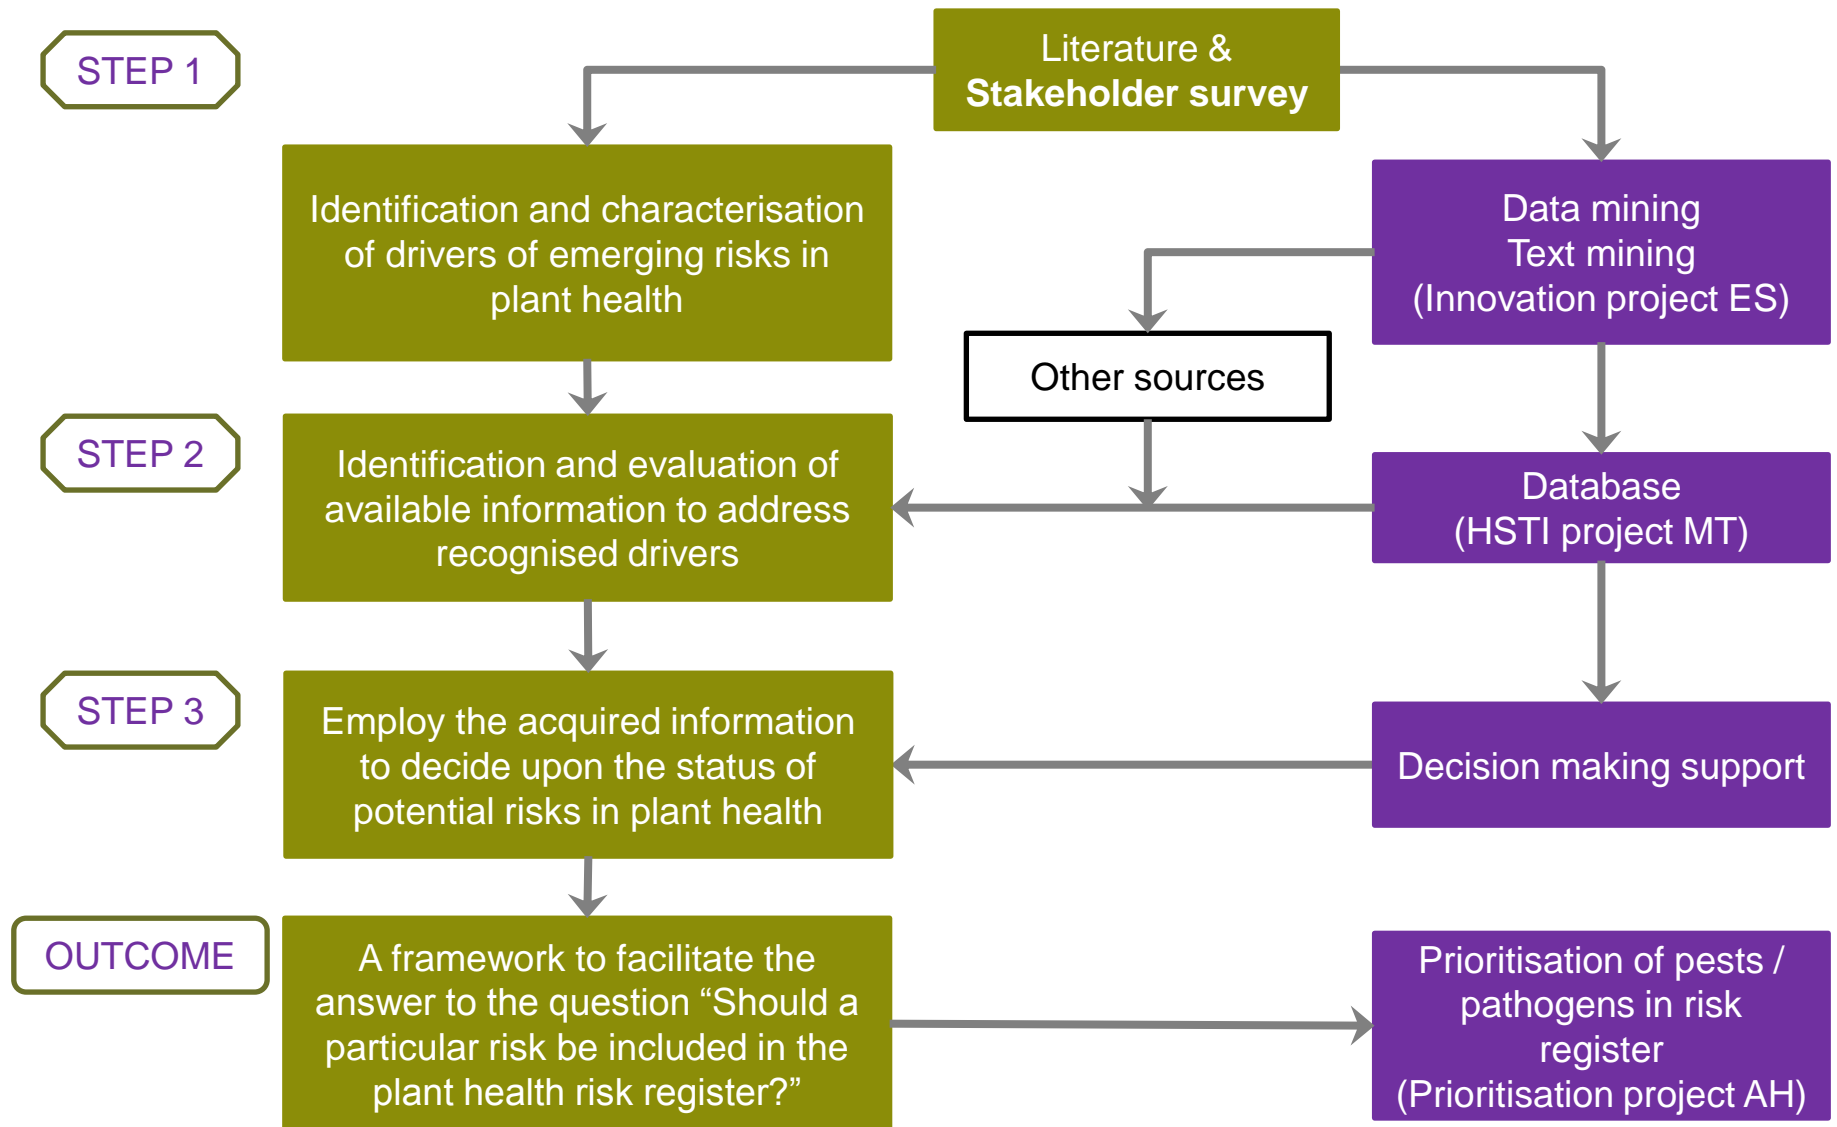 STEP 1
Literature &
Stakeholder survey
Identification and characterisation
of drivers of emerging risks in
plant health
Data mining
Text mining
(Innovation project ES)
Other sources
STEP 2
Identification and evaluation of
available information to address
recognised drivers
Database
(HSTI project MT)
STEP 3
Employ the acquired information
to decide upon the status of
potential risks in plant health
Decision making support
OUTCOME
A framework to facilitate the
answer to the question “Should a
particular risk be included in the
plant health risk register?”
Prioritisation of pests /
pathogens in risk
register
(Prioritisation project AH)